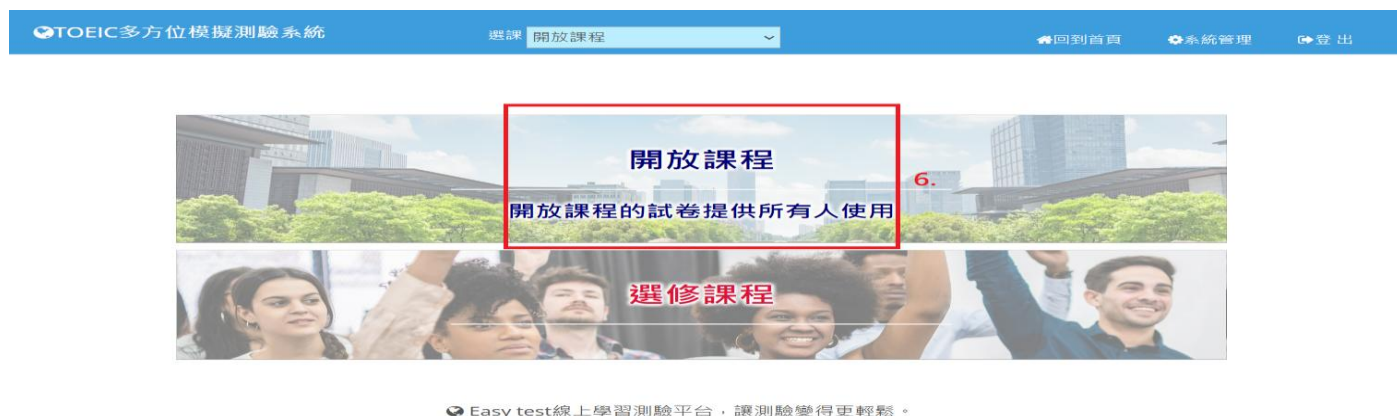 TOEIC多方位模擬測驗系統
選課 開放課程
回到首頁 系統管理 登 出
開放課程
6.
開放課程的試卷提供所有人使用
選修課程
Easy test線上學習測驗平台，讓測驗變得更輕鬆。